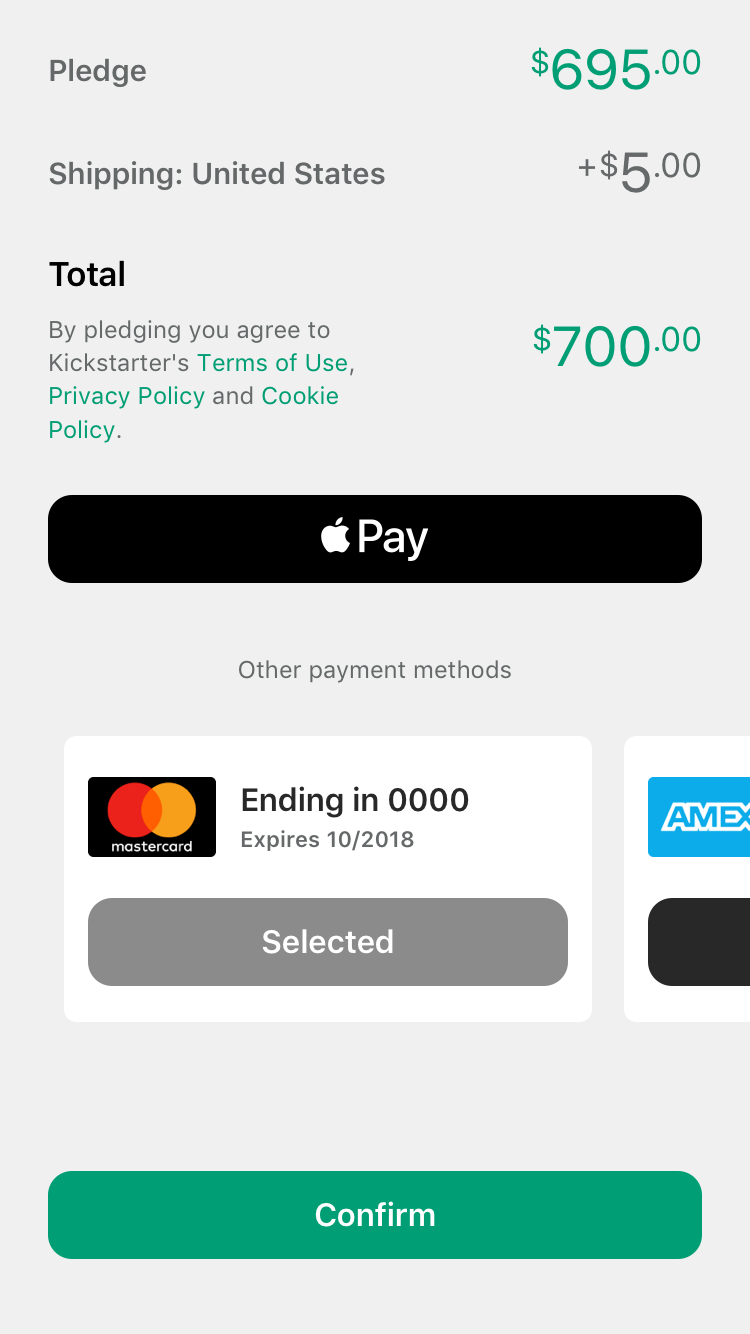 Pledge
$695.00
Shipping: United States
+$5.00
Total
By pledging you agree to
Kickstarter's Terms of Use,
Privacy Policy and Cookie
Policy.
$700.00
Pay
Other payment methods
mastercard
Ending in 0000
Expires 10/2018
Selected
AMEX
Confirm